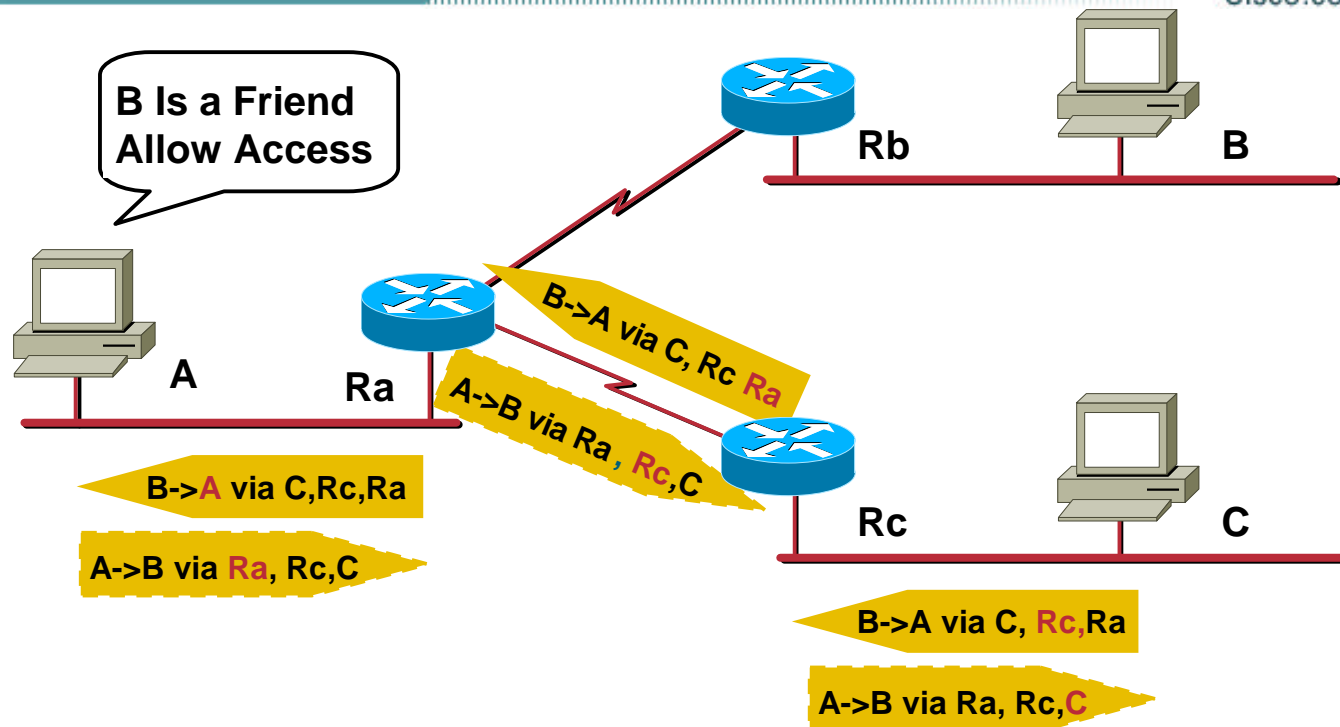 B Is a Friend
Allow Access
Rb
B
B->A via C, Rc Ra
A
Ra
A->B via Ra, Rc,C
B->A via C,Rc,Ra
A->B via Ra, Rc,C
Rc
C
B->A via C, Rc,Ra
A->B via Ra, Rc,C